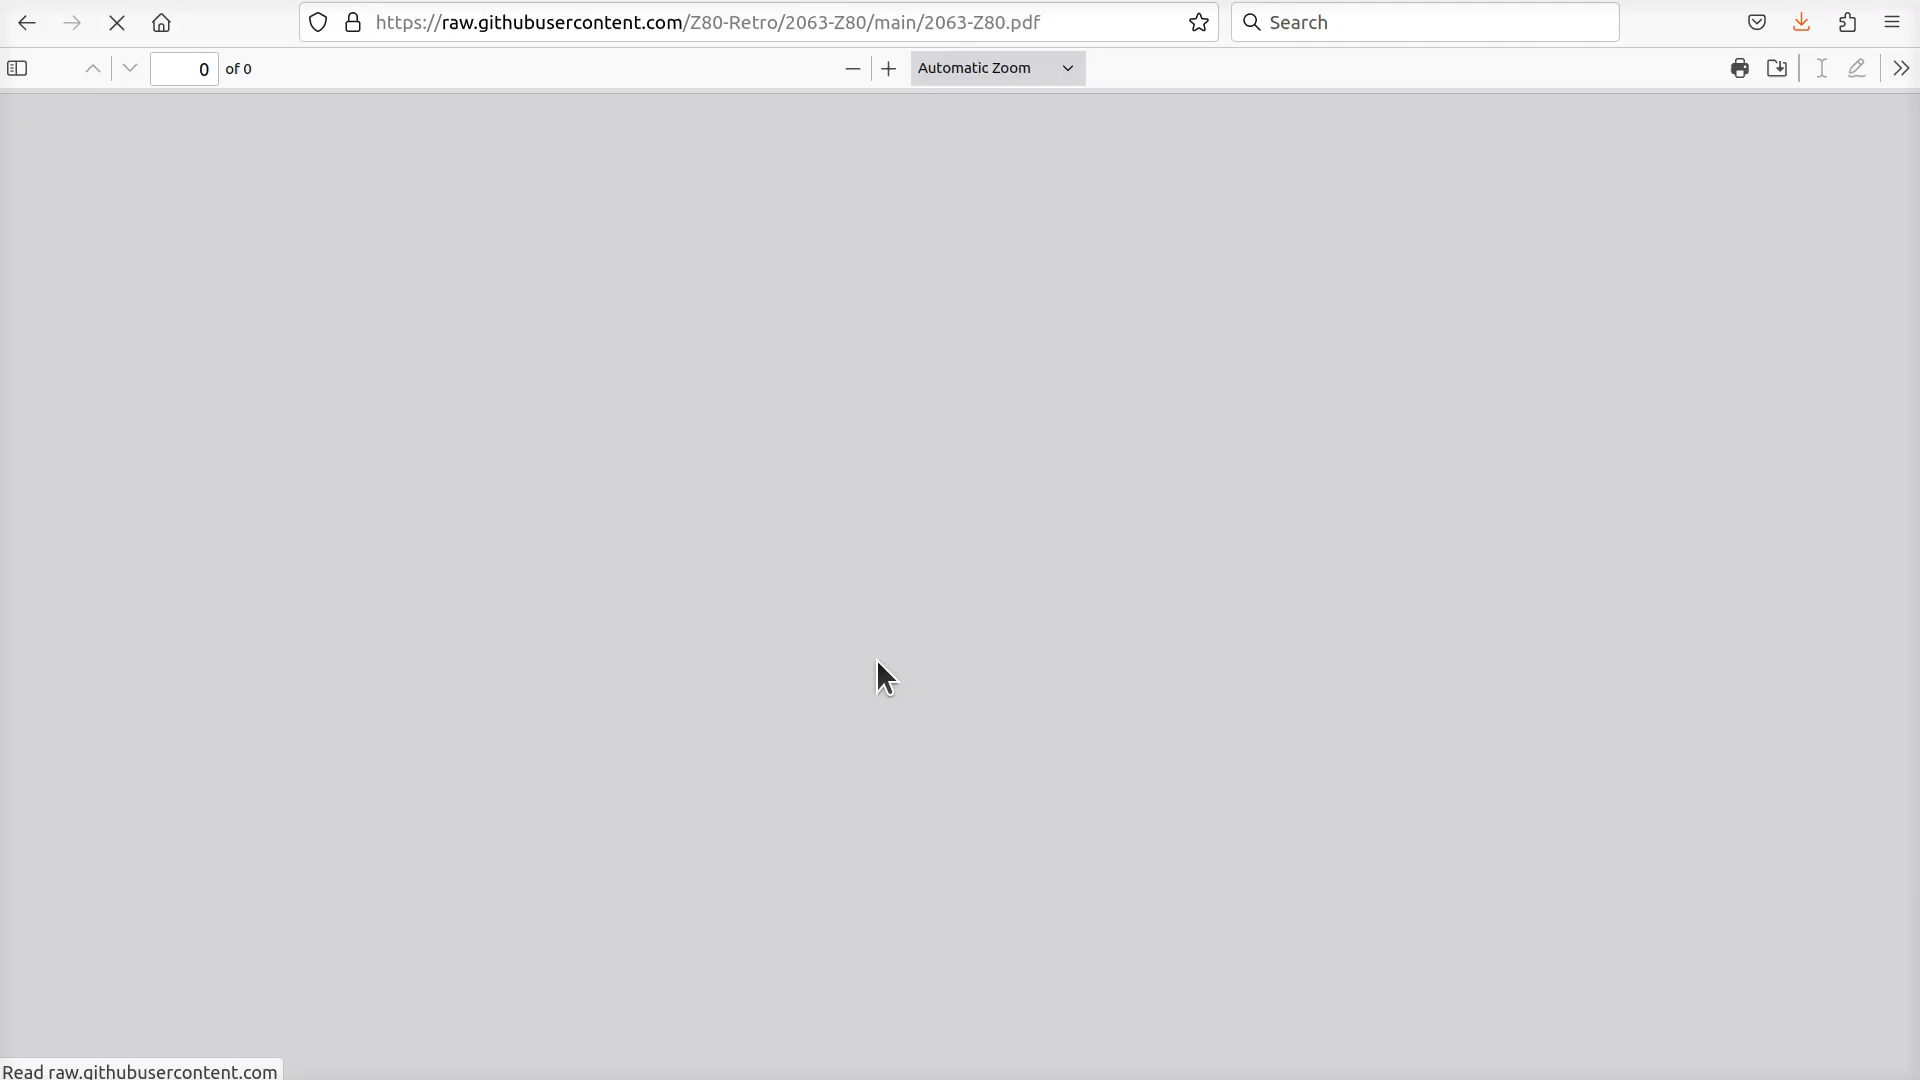 https://raw.githubusercontent.com/Z80-Retro/2063-Z80/main/2063-Z80.pdf
Search
0 of 0
Automatic Zoom
Read raw.githubusercontent.com